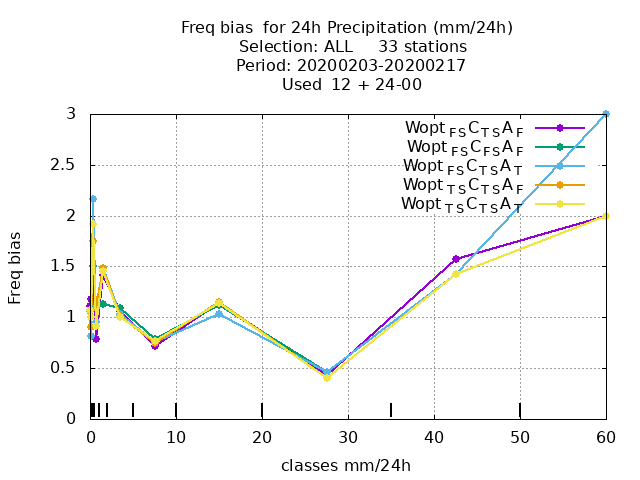 Freq bias  for 24h Precipitation (mm/24h)
Selection: ALL     33 stations
Period: 20200203-20200217
Used  12 + 24-00
3
2.5
2
1.5
1
0.5
0
Freq bias
Wopt FS C TS A F
Wopt FS C FS A F
Wopt FS C TS A T
Wopt TS C TS A F
Wopt TS C TS A T
0 10 20 30 40 50 60
classes mm/24h